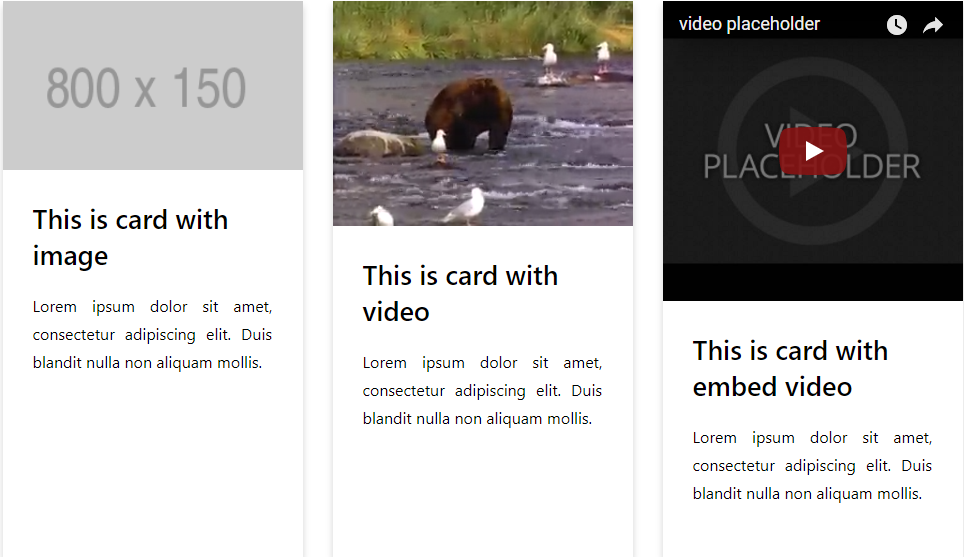 800 x 150
This is card with
image
Lorem ipsum dolor sit amet,
consectetur adipiscing elit. Duis
blandit nulla non aliquam mollis.
This is card with
video
Lorem ipsum dolor sit amet,
consectetur adipiscing elit. Duis
blandit nulla non aliquam mollis.
video placeholder
VIDEO
PLACEHOLDER
This is card with
embed video
Lorem ipsum dolor sit amet,
consectetur adipiscing elit. Duis
blandit nulla non aliquam mollis.